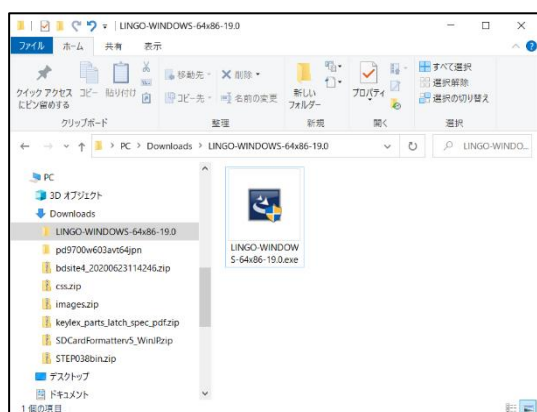 LINGO-WINDOWS-64x86-19.0
ファイル ホーム 共有 表示
クイック アクセス
にピン留めする
コピー
貼り付け
移動先
コピー先
削除
名前の変更
新しい
フォルダー
プロパティ
すべて選択
選択解除
選択の切り替え
クリップボード 整理 新規 開く 選択
PC > Downloads > LINGO-WINDOWS-64x86-19.0
LINGO-WINDO...
PC
3D オブジェクト
Downloads
LINGO-WINDOWS-64x86-19.0
pd9700w603avt64jpn
bdsite4_20200623114246.zip
css.zip
images.zip
keylex_parts_latch_spec_pdf.zip
SDCardFormatterv5_WinJP.zip
STEP038bin.zip
デスクトップ
ドキュメント
LINGO-WINDOW
S-64x86-19.0.exe
1 個の項目